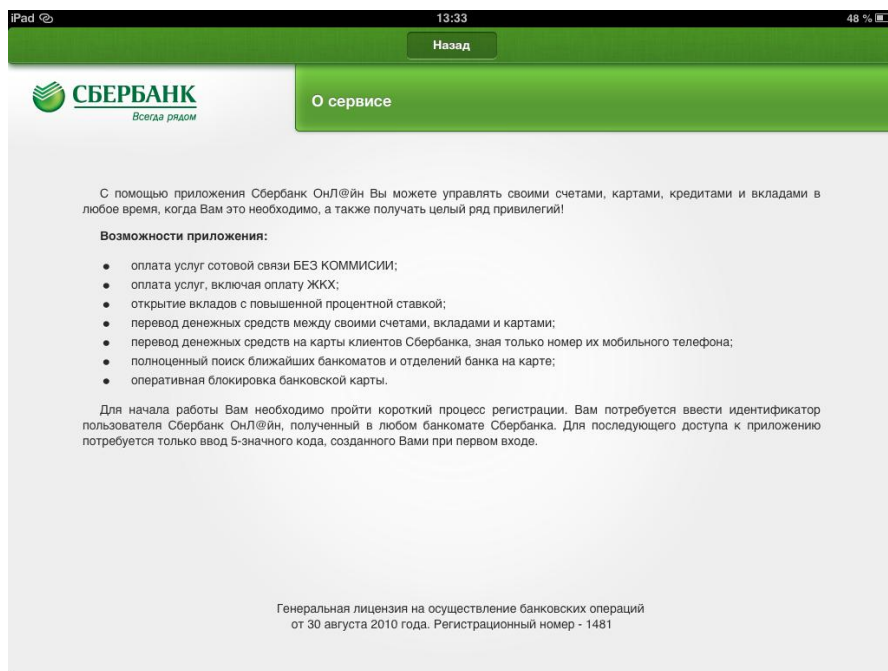 iPad 13:33 48 %
Назад
СБЕРБАНК
Всегда рядом
О сервисе
С помощью приложения Сбербанк ОнЛ@йн Вы можете управлять своими счетами, картами, кредитами и вкладами в
любое время, когда Вам это необходимо, а также получать целый ряд привилегий!
Возможности приложения:
• оплата услуг сотовой связи БЕЗ КОММИСИИ;
• оплата услуг, включая оплату ЖКХ;
• открытие вкладов с повышенной процентной ставкой;
• перевод денежных средств между своими счетами, вкладами и картами;
• перевод денежных средств на карты клиентов Сбербанка, зная только номер их мобильного телефона;
• полноценный поиск ближайших банкоматов и отделений банка на карте;
• оперативная блокировка банковской карты.
Для начала работы Вам необходимо пройти короткий процесс регистрации. Вам потребуется ввести идентификатор
пользователя Сбербанк ОнЛ@йн, полученный в любом банкомате Сбербанка. Для последующего доступа к приложению
потребуется только ввод 5-значного кода, созданного Вами при первом входе.
Генеральная лицензия на осуществление банковских операций
от 30 августа 2010 года. Регистрационный номер - 1481